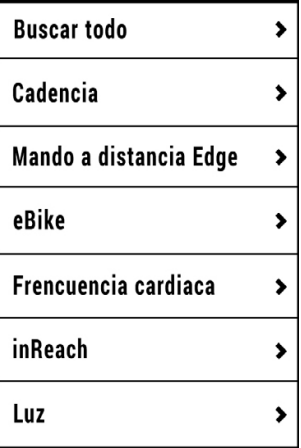 Buscar todo
Cadencia
Mando a distancia Edge
eBike
Frencuencia cardiaca
inReach
Luz